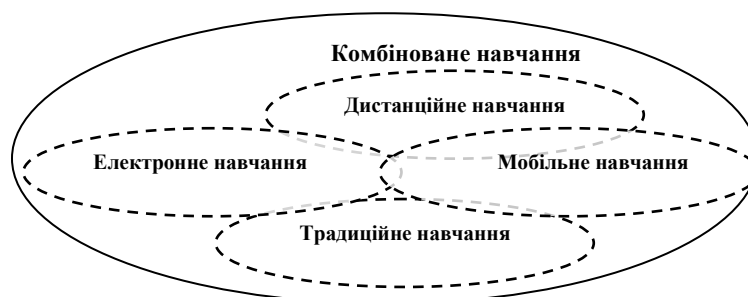 Комбіноване навчання
Дистанційне навчання
Електронне навчання
Мобільне навчання
Традиційне навчання